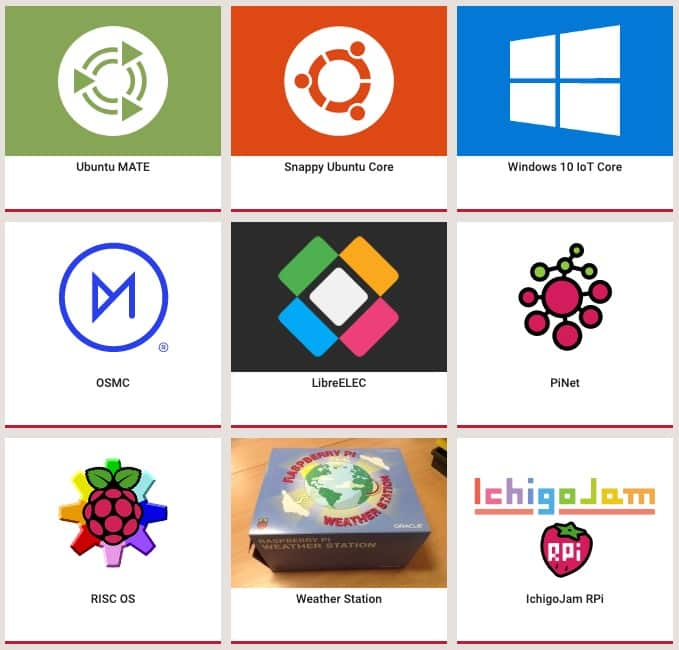 Ubuntu MATE
Snappy Ubuntu Core
Windows 10 IoT Core
®
OSMC
LibreELEC
PiNet
RASPBERRY PI
WEATHER STATION
ORACLE
RASPBERRY PI
WEATHER STATION
IchigoJam
RPi
RISC OS
Weather Station
IchigoJam RPi